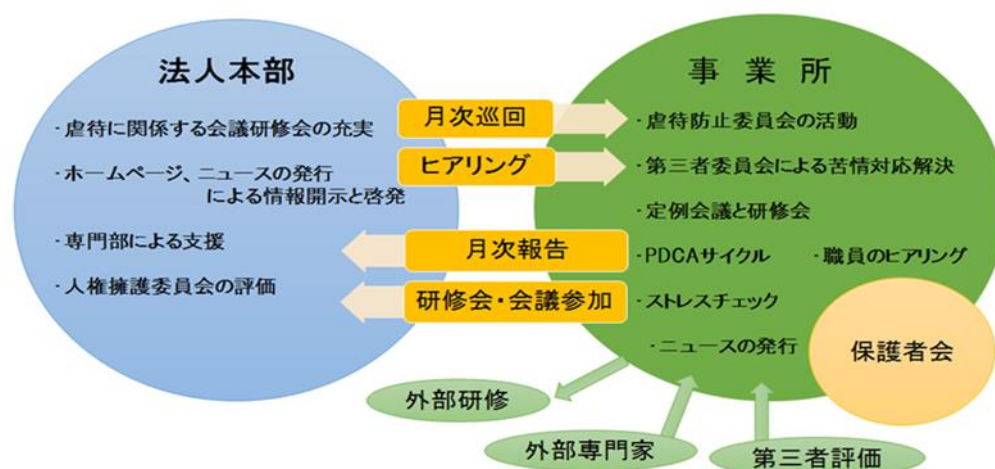 法人本部
・虐待に関係する会議研修会の充実
・ホームページ、ニュースの発行
による情報開示と啓発
・専門部による支援
・人権擁護委員会の評価
月次巡回
ヒアリング
月次報告
研修会・会議参加
事 業 所
・虐待防止委員会の活動
・第三者委員会による苦情対応解決
・定例会議と研修会
・PDCAサイクル ・職員のヒアリング
・ストレスチェック
・ニュースの発行
保護者会
外部研修
外部専門家
第三者評価